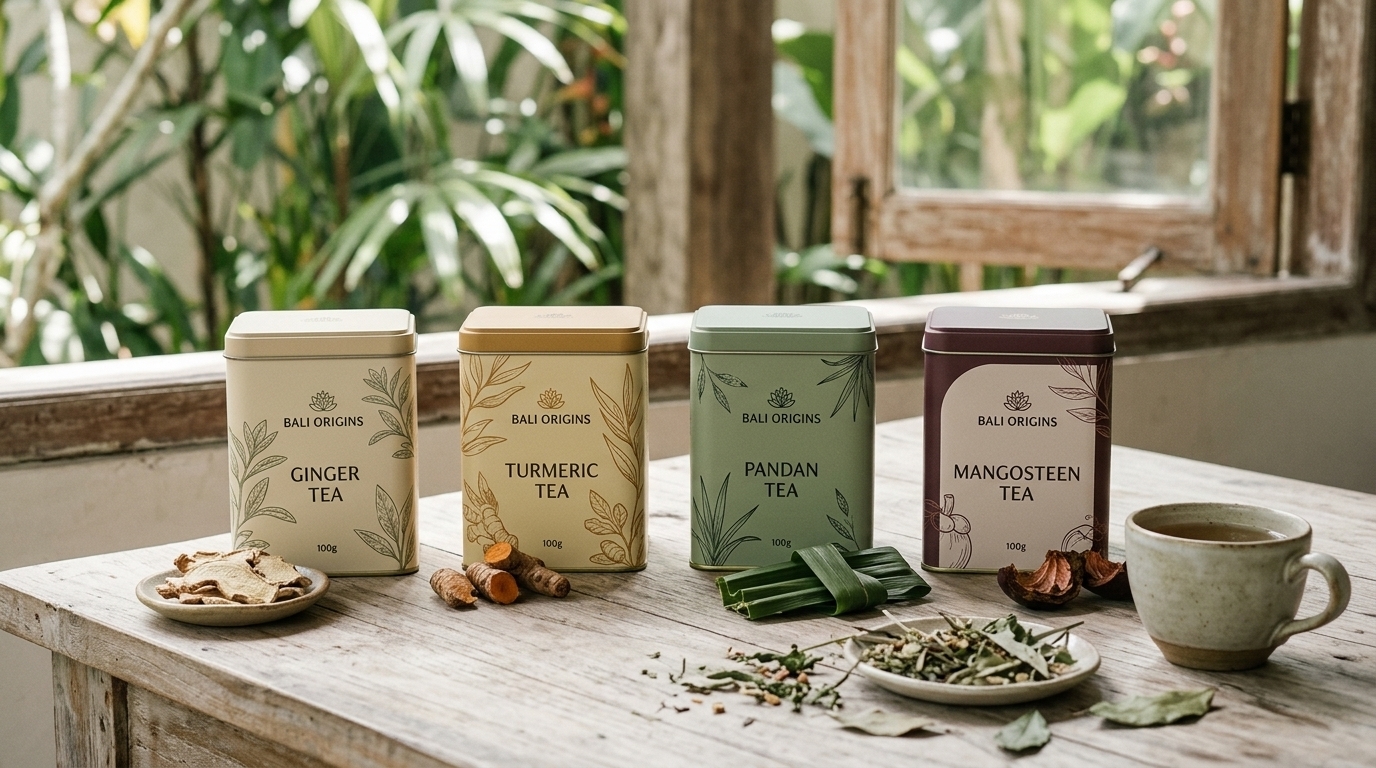 BALI ORIGINS
GINGER
TEA
100g
BALI ORIGINS
TURMERIC
TEA
100g
BALI ORIGINS
PANDAN
TEA
100g
BALI ORIGINS
MANGOSTEEN
TEA
100g